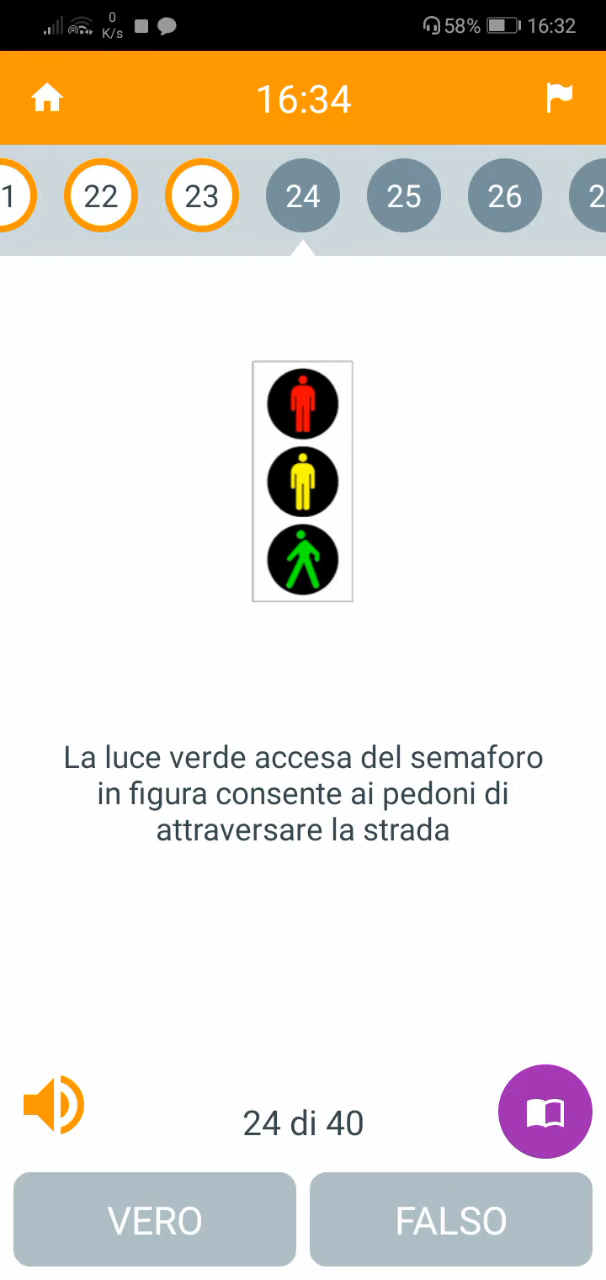 0
K/s
58% 16:32
16:34
1 22 23 24 25 26 2
La luce verde accesa del semaforo
in figura consente ai pedoni di
attraversare la strada
24 di 40
VERO FALSO